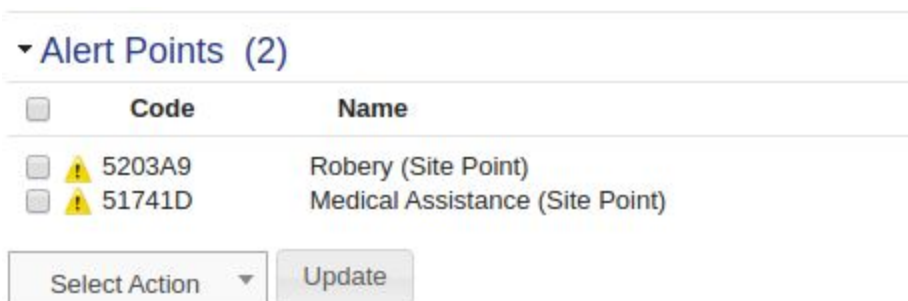 Alert Points (2)
Code Name
5203A9 Robery (Site Point)
51741D Medical Assistance (Site Point)
Select Action Update